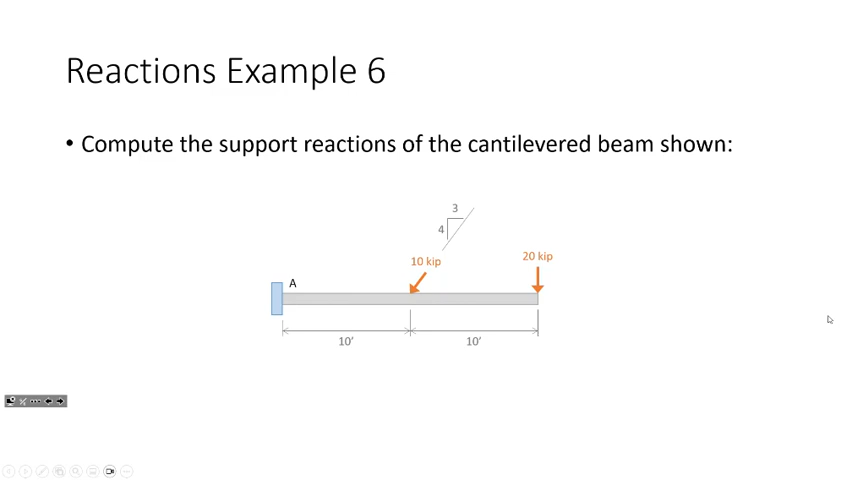 Reactions Example 6
• Compute the support reactions of the cantilevered beam shown:
3
4
10 kip
20 kip
A
10'
10'